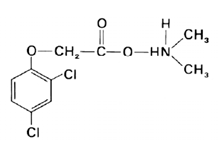 O H
O-CH₂-C-O-HN-CH₃
Cl CH₃
Cl